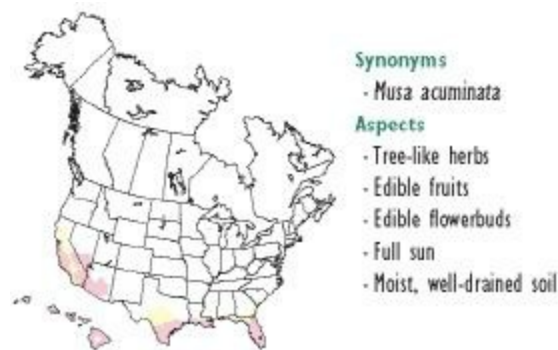 Synonyms
- Musa acuminata
Aspects
- Tree-like herbs
- Edible fruits
- Edible flowerbuds
- Full sun
- Moist, well-drained soil